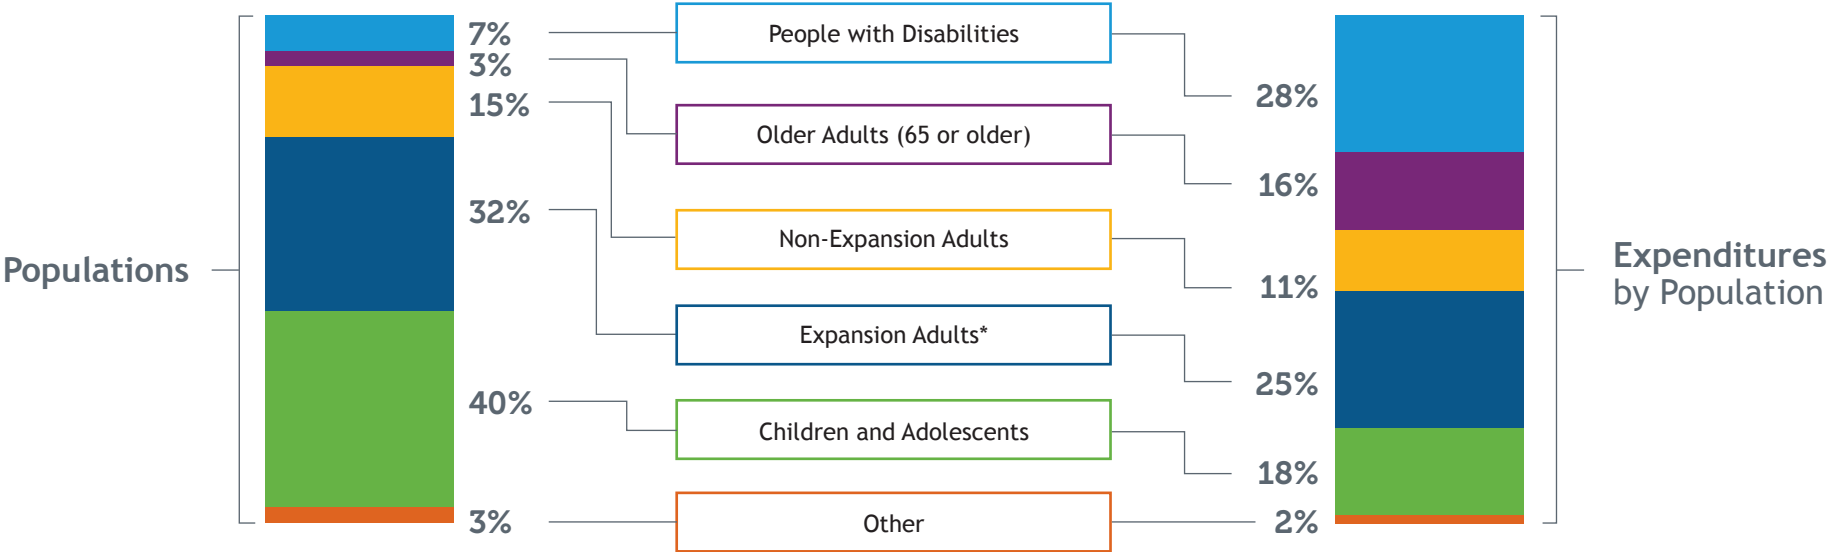 7%
People with Disabilities
3%
28%
15%
Older Adults (65 or older)
16%
32%
Non-Expansion Adults
Populations
Expenditures
by Population
11%
Expansion Adults*
25%
40%
Children and Adolescents
18%
3%
Other
2%